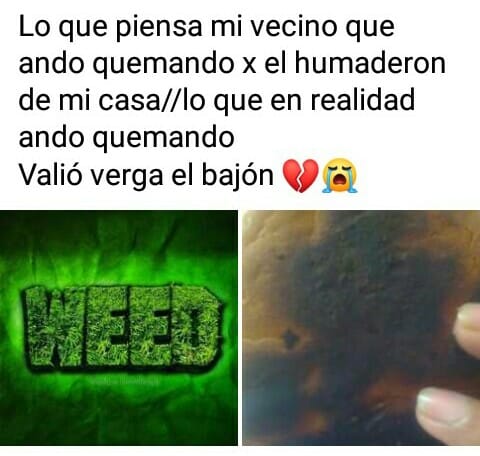 Lo que piensa mi vecino que
ando quemando x el humaderon
de mi casa//lo que en realidad
ando quemando
Valió verga el bajón 💔😭
WEED